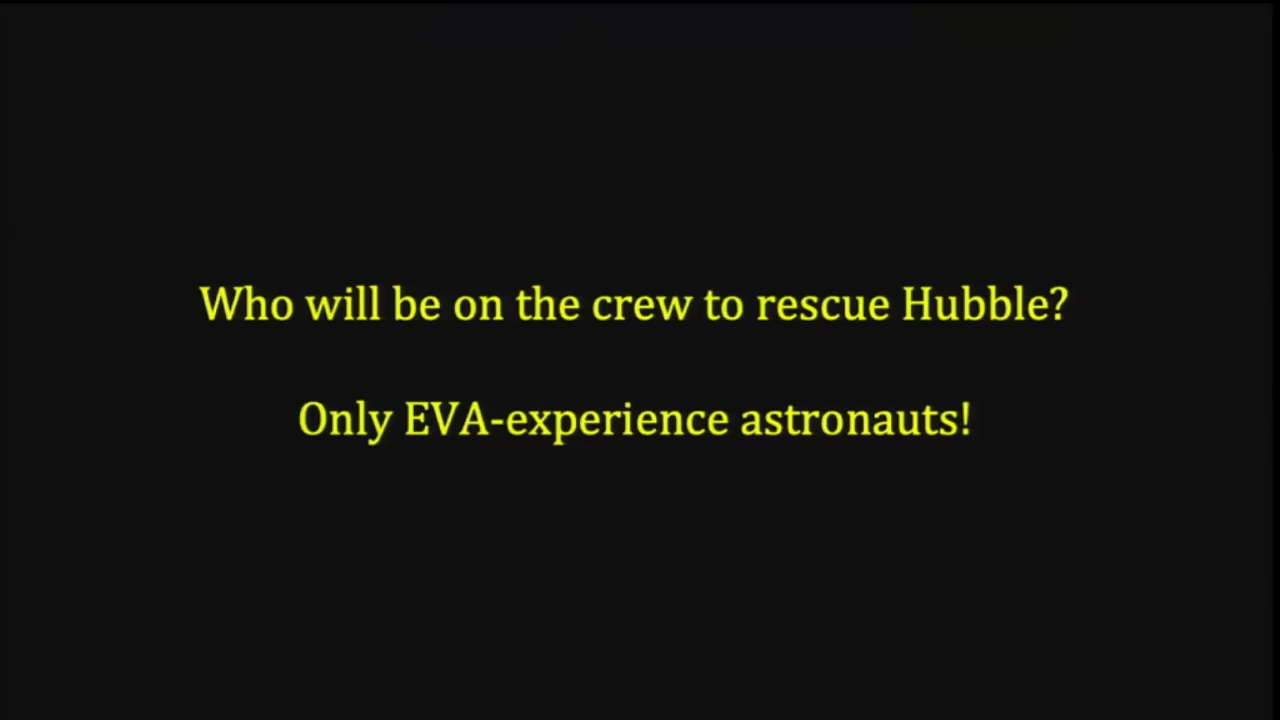 Who will be on the crew to rescue Hubble?
Only EVA-experience astronauts!